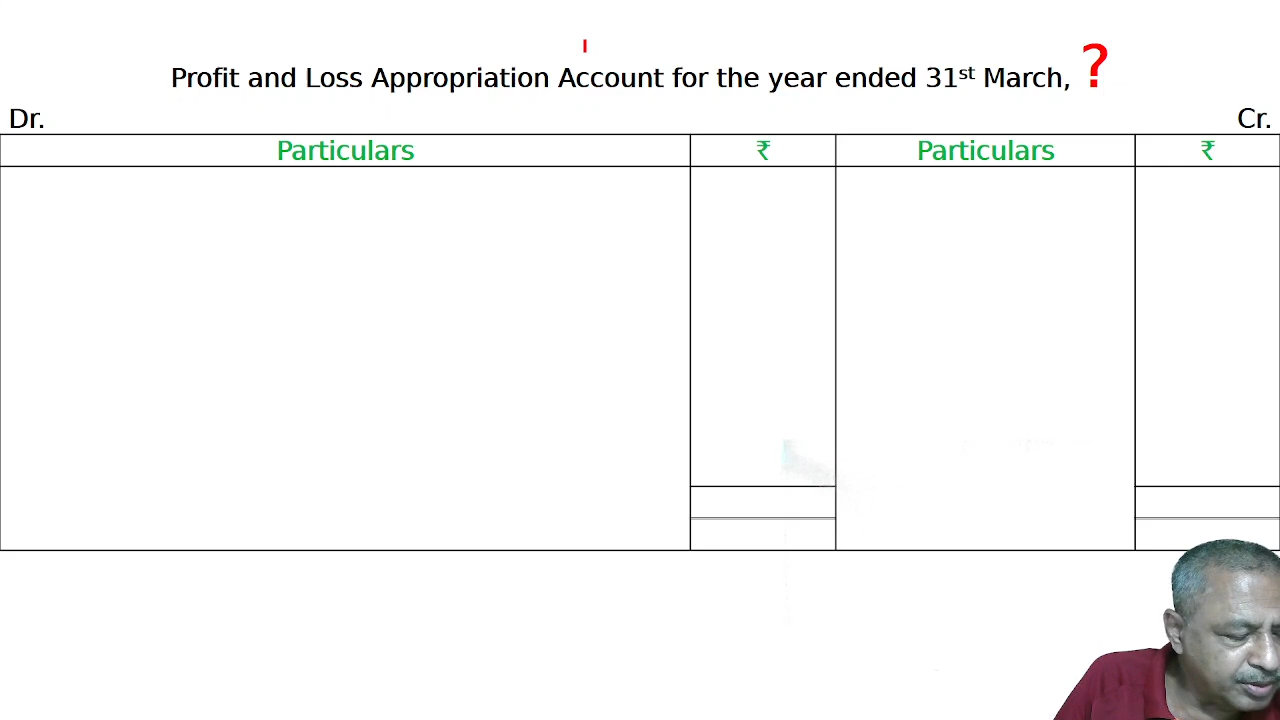 Profit and Loss Appropriation Account for the year ended 31st March, ?
Dr. Cr.
Particulars ₹ Particulars ₹